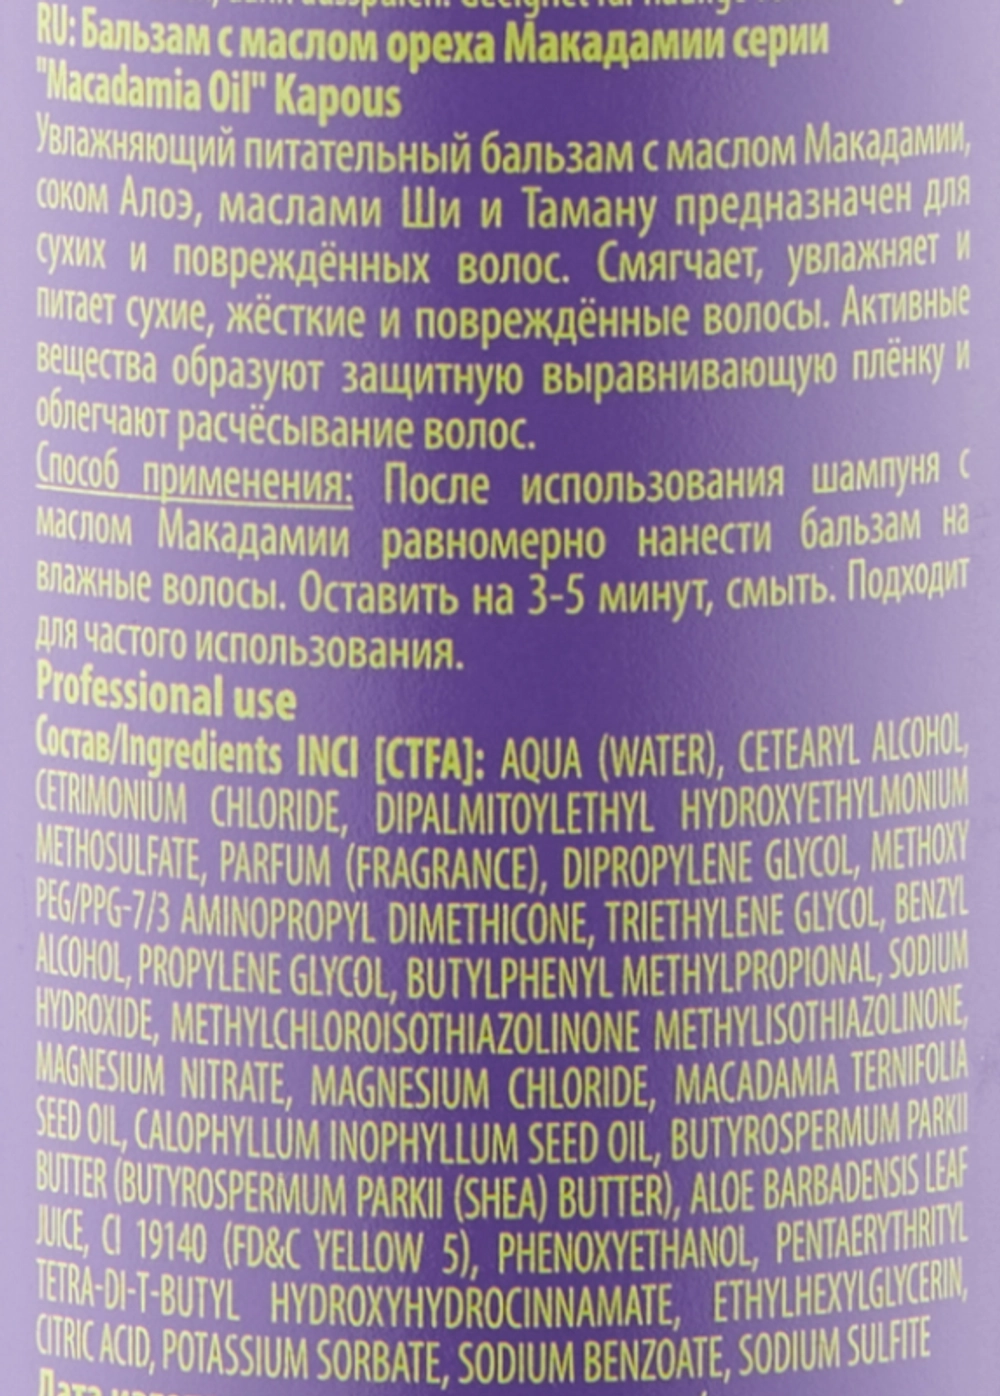 RU: Бальзам с маслом ореха Макадамии серии
"Macadamia Oil" Kapous
Увлажняющий питательный бальзам с маслом Макадамии,
соком Алоэ, маслами Ши и Таману предназначен для
сухих и повреждённых волос. Смягчает, увлажняет и
питает сухие, жёсткие и повреждённые волосы. Активные
вещества образуют защитную выравнивающую плёнку и
облегчают расчёсывание волос.
Способ применения: После использования шампуня с
маслом Макадамии равномерно нанести бальзам на
влажные волосы. Оставить на 3-5 минут, смыть. Подходит
для частого использования.
Professional use
Состав/Ingredients INCI [CTFA]: AQUA (WATER), CETEARYL ALCOHOL,
CETRIMONIUM CHLORIDE, DIPALMITOYLETHYL HYDROXYETHYLMONIUM
METHOSULFATE, PARFUM (FRAGRANCE), DIPROPYLENE GLYCOL, METHOXY
PEG/PPG-7/3 AMINOPROPYL DIMETHICONE, TRIETHYLENE GLYCOL, BENZYL
ALCOHOL, PROPYLENE GLYCOL, BUTYLPHENYL METHYLPROPIONAL, SODIUM
HYDROXIDE, METHYLCHLOROISOTHIAZOLINONE METHYLISOTHIAZOLINONE,
MAGNESIUM NITRATE, MAGNESIUM CHLORIDE, MACADAMIA TERNIFOLIA
SEED OIL, CALOPHYLLUM INOPHYLLUM SEED OIL, BUTYROSPERMUM PARKII
BUTTER (BUTYROSPERMUM PARKII (SHEA) BUTTER), ALOE BARBADENSIS LEAF
JUICE, CI 19140 (FD&C YELLOW 5), PHENOXYETHANOL, PENTAERYTHRITYL
TETRA-DI-T-BUTYL HYDROXYHYDROCINNAMATE, ETHYLHEXYLGLYCERIN,
CITRIC ACID, POTASSIUM SORBATE, SODIUM BENZOATE, SODIUM SULFITE